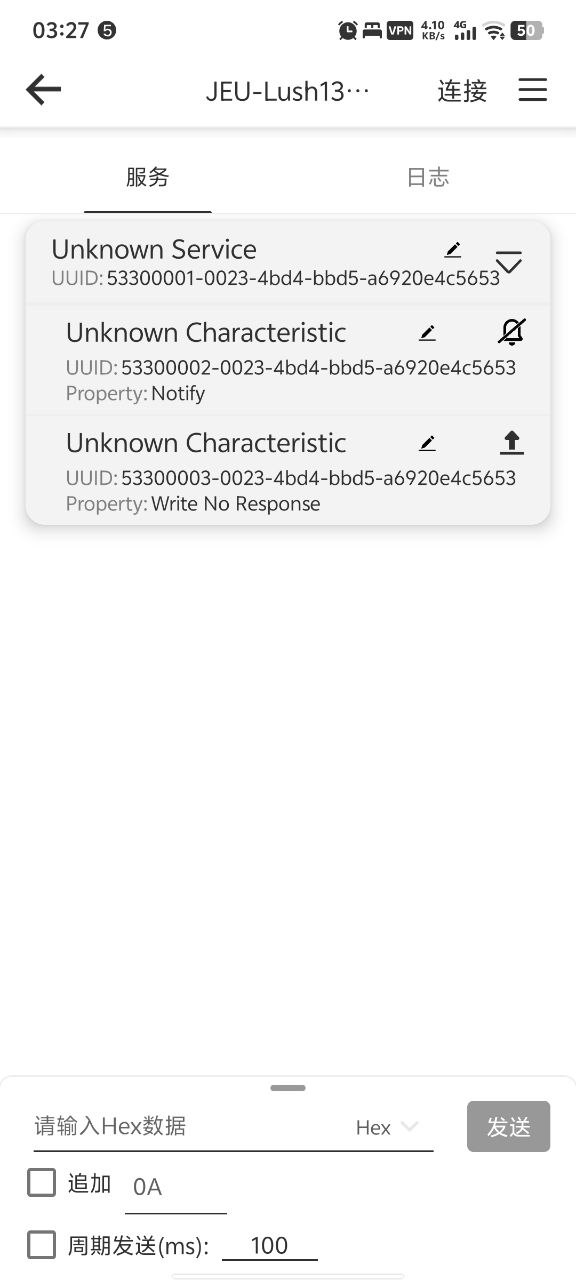 03:27 5 VPN 4.10 KB/s 4G 50
JEU-Lush13··· 连接
服务 日志
Unknown Service
UUID: 53300001-0023-4bd4-bbd5-a6920e4c5653
Unknown Characteristic
UUID: 53300002-0023-4bd4-bbd5-a6920e4c5653
Property: Notify
Unknown Characteristic
UUID: 53300003-0023-4bd4-bbd5-a6920e4c5653
Property: Write No Response
请输入Hex数据 Hex 发送
追加 0A
周期发送(ms): 100